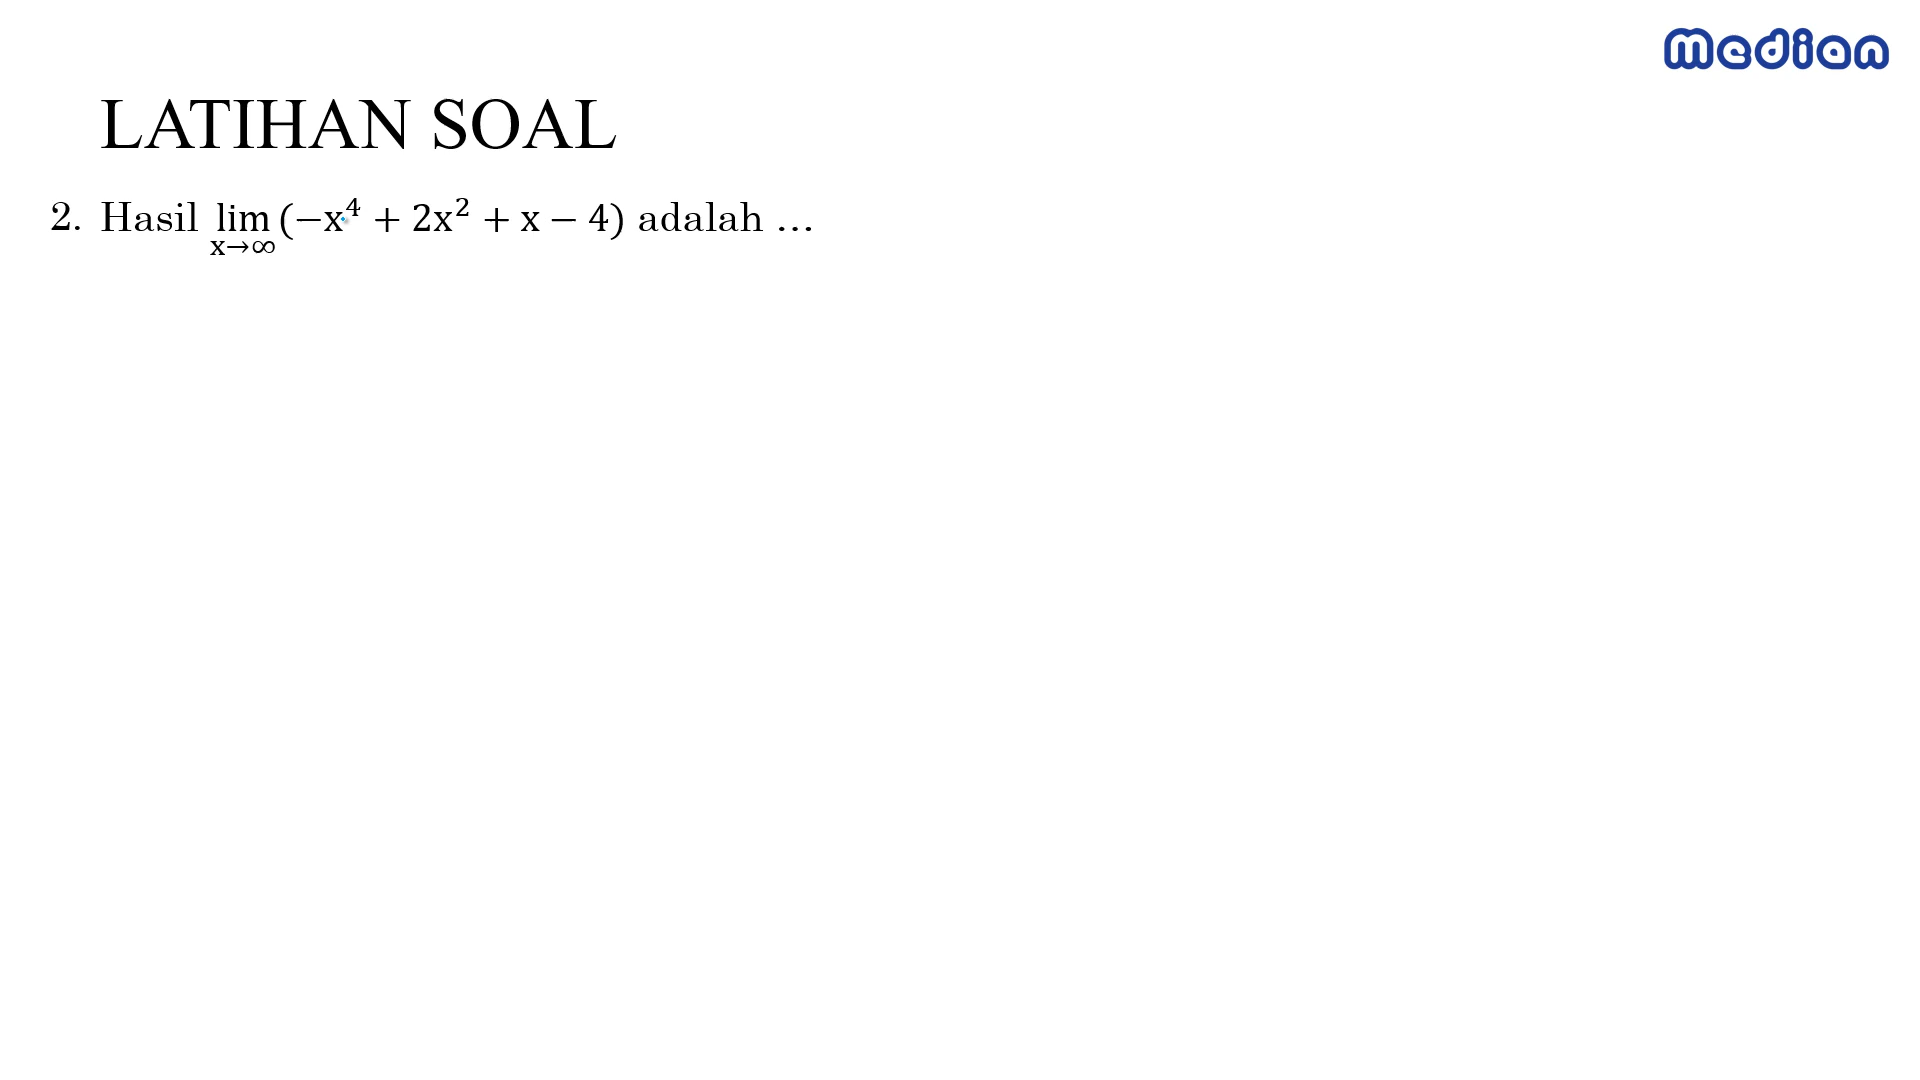 Median
LATIHAN SOAL
2. Hasil lim x→∞ (−x⁴ + 2x² + x − 4) adalah ...